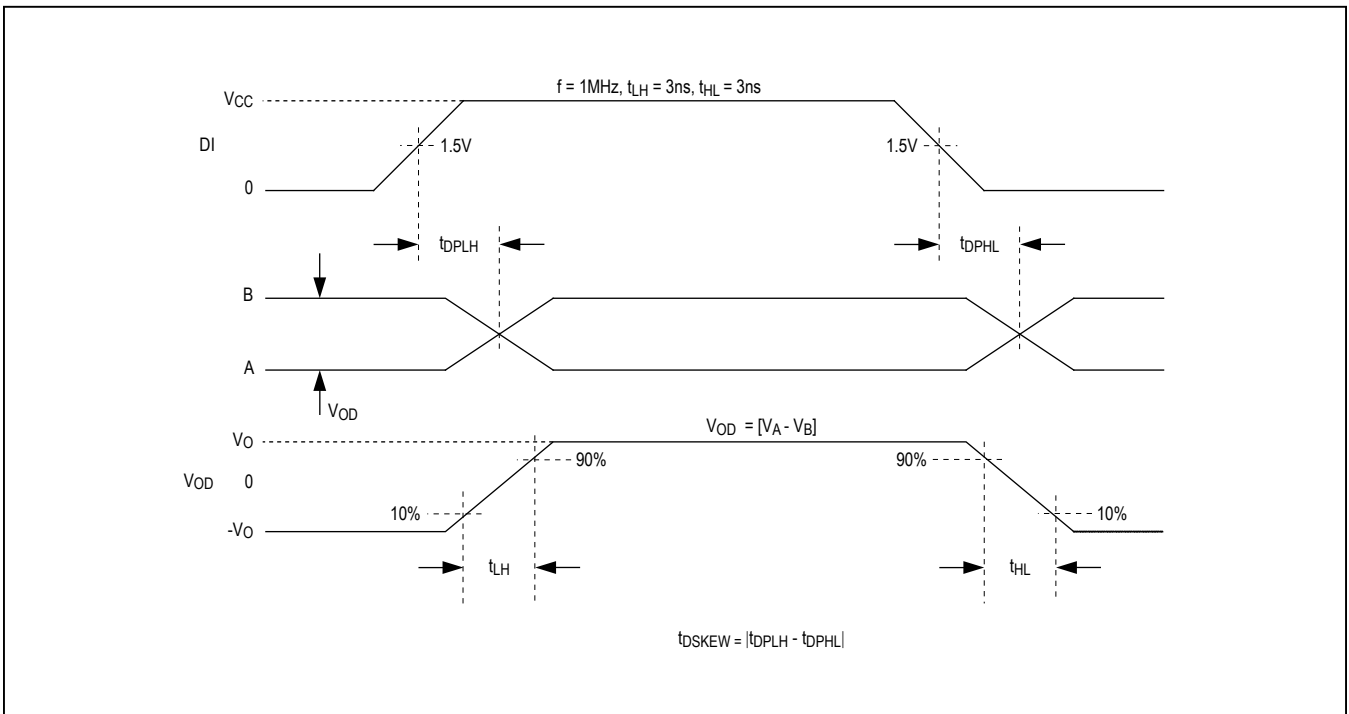 f = 1MHz, tLH = 3ns, tHL = 3ns
VCC
DI
1.5V
1.5V
0
tDPLH
tDPHL
B
A
VOD
VOD = [VA - VB]
VO
90%
90%
VOD 0
10%
10%
-VO
tLH
tHL
tDSKEW = |tDPLH - tDPHL|